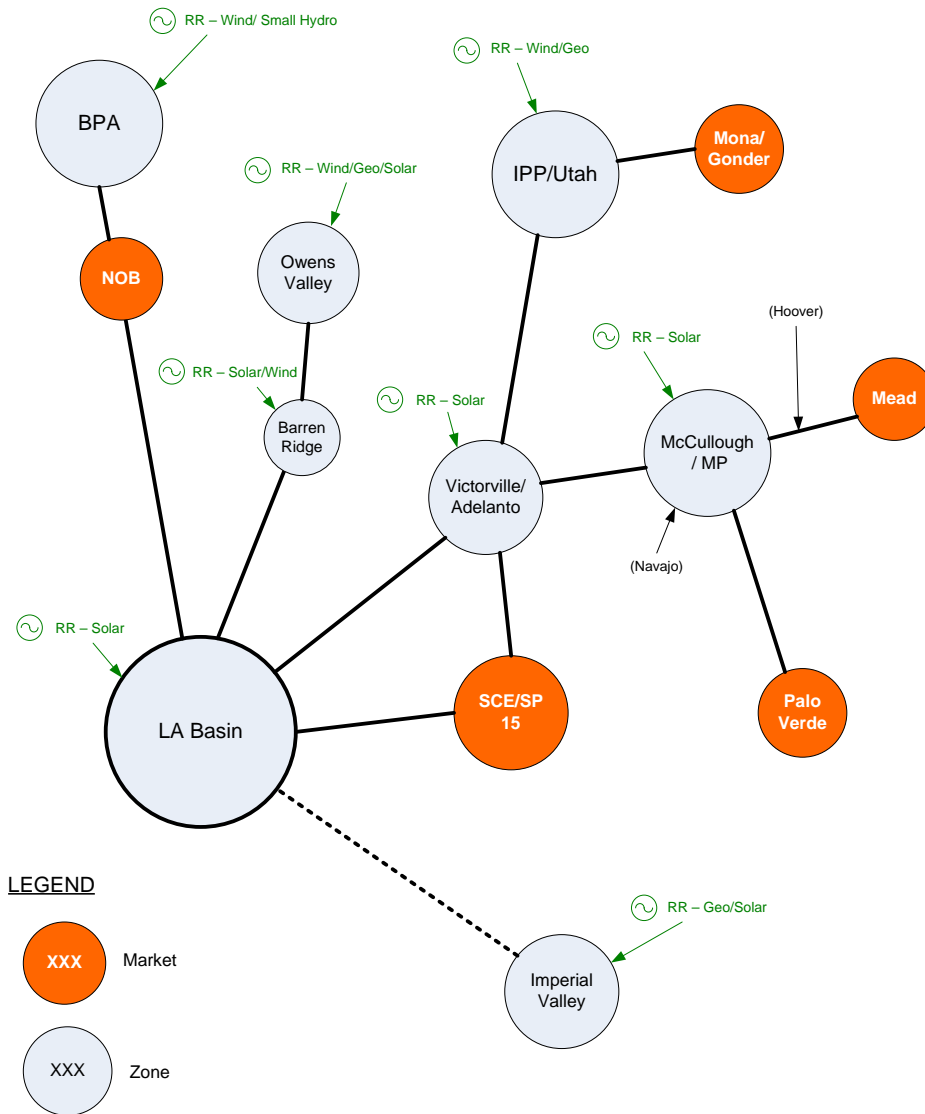 RR – Wind/ Small Hydro
BPA
RR – Wind/Geo
IPP/Utah
Mona/
Gonder
RR – Wind/Geo/Solar
Owens
Valley
NOB
(Hoover)
RR – Solar
Mead
RR – Solar/Wind
Barren
Ridge
RR – Solar
McCullough
/ MP
Victorville/
Adelanto
(Navajo)
RR – Solar
LA Basin
SCE/SP
15
Palo
Verde
LEGEND
XXX
Market
XXX
Zone
RR – Geo/Solar
Imperial
Valley